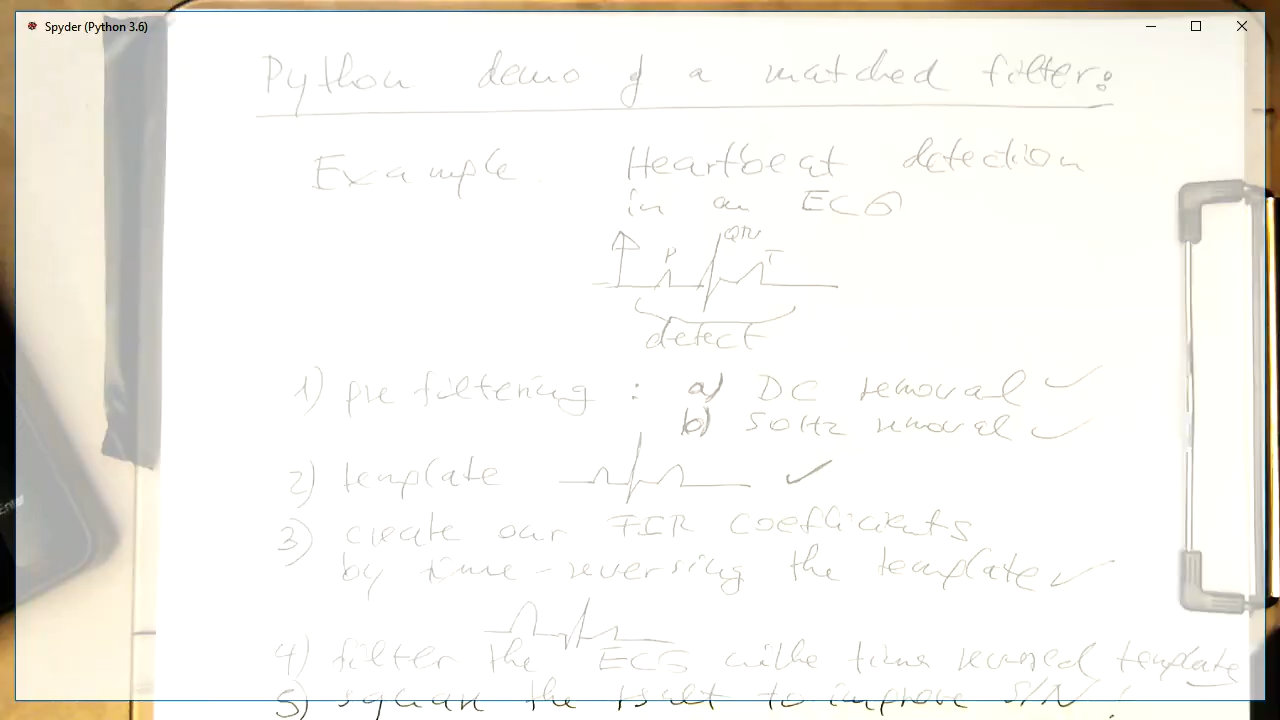 Spyder (Python 3.6)
Python demo of a matched filter:
Example Heartbeat detection
in an ECG
P QRS T
detect
1) pre filtering : a) DC removal ✓
b) 50Hz removal ✓
2) template ✓
3) create our FIR coefficients
by time-reversing the template ✓
4) filter the ECG with the time reversed template
5) square the result to improve S/N !
Enter